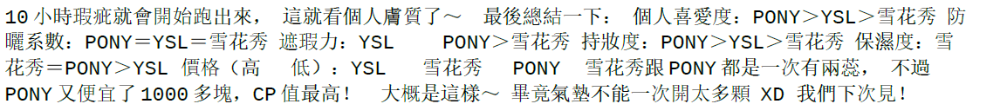 10 小時瑕疵就會開始跑出來， 這就看個人膚質了～ 最後總結一下： 個人喜愛度：PONY＞YSL＞雪花秀 防
曬系數：PONY＝YSL＝雪花秀 遮瑕力：YSL PONY＞雪花秀 持妝度：PONY＞YSL＞雪花秀 保濕度：雪
花秀＝PONY＞YSL 價格（高 低）：YSL 雪花秀 PONY 雪花秀跟 PONY 都是一次有兩蕊， 不過
PONY 又便宜了 1000 多塊，CP 值最高！ 大概是這樣～ 畢竟氣墊不能一次開太多顆 XD 我們下次見！